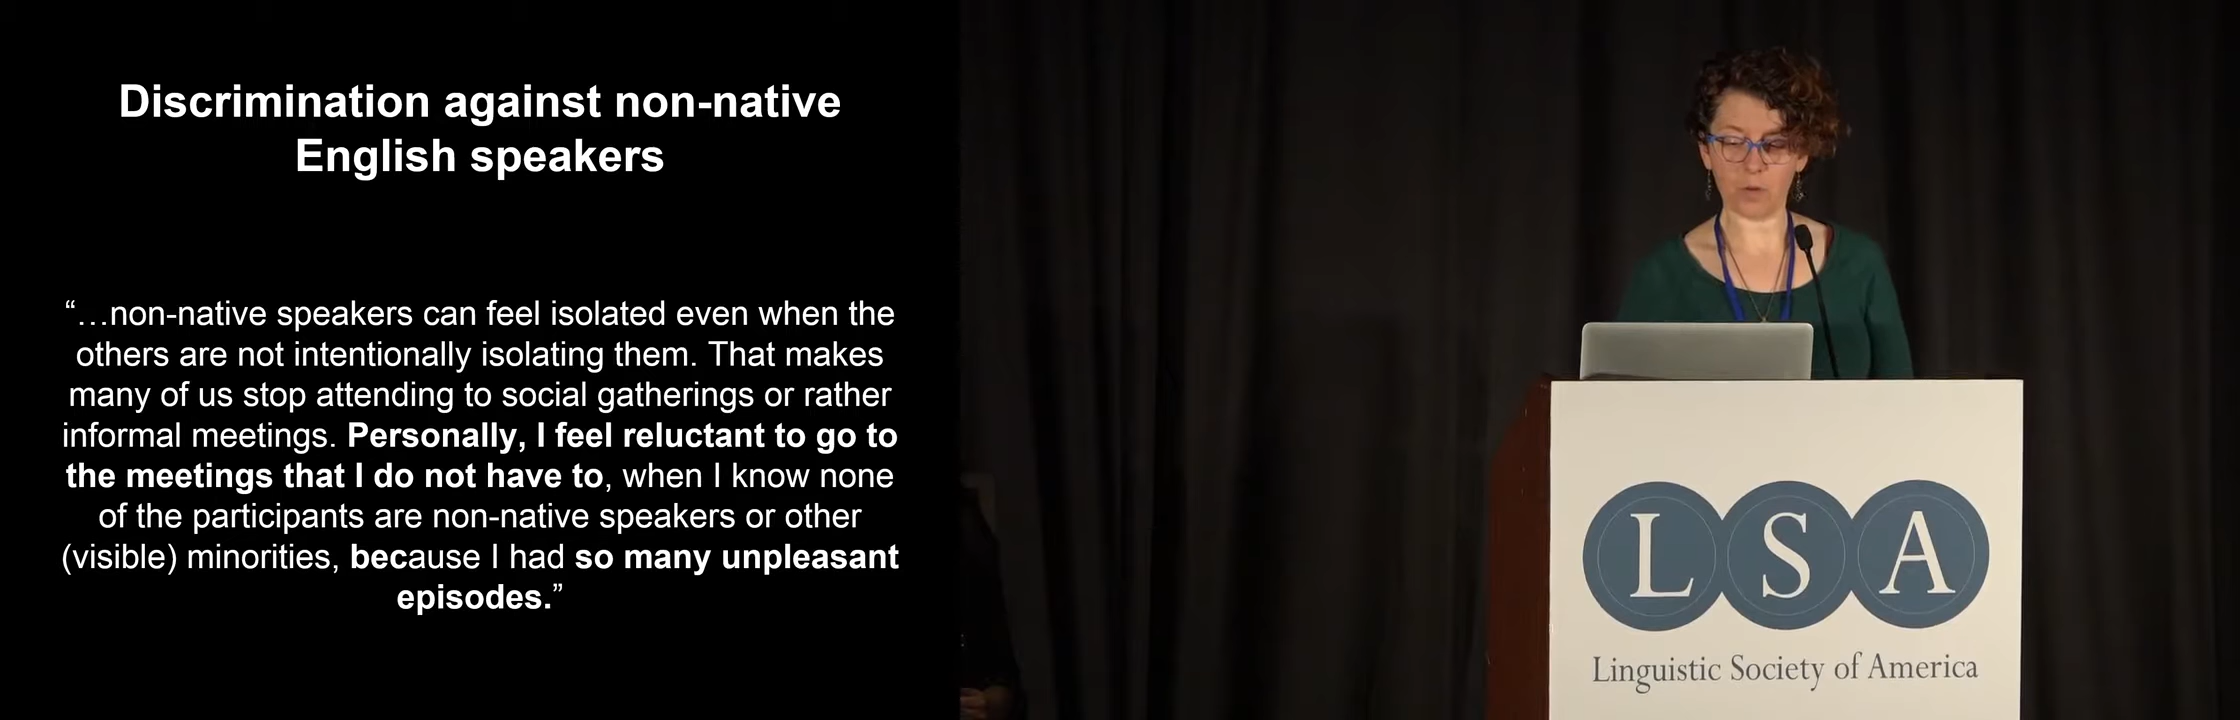 Discrimination against non-native
English speakers
“…non-native speakers can feel isolated even when the
others are not intentionally isolating them. That makes
many of us stop attending to social gatherings or rather
informal meetings. Personally, I feel reluctant to go to
the meetings that I do not have to, when I know none
of the participants are non-native speakers or other
(visible) minorities, because I had so many unpleasant
episodes.”
LSA
Linguistic Society of America